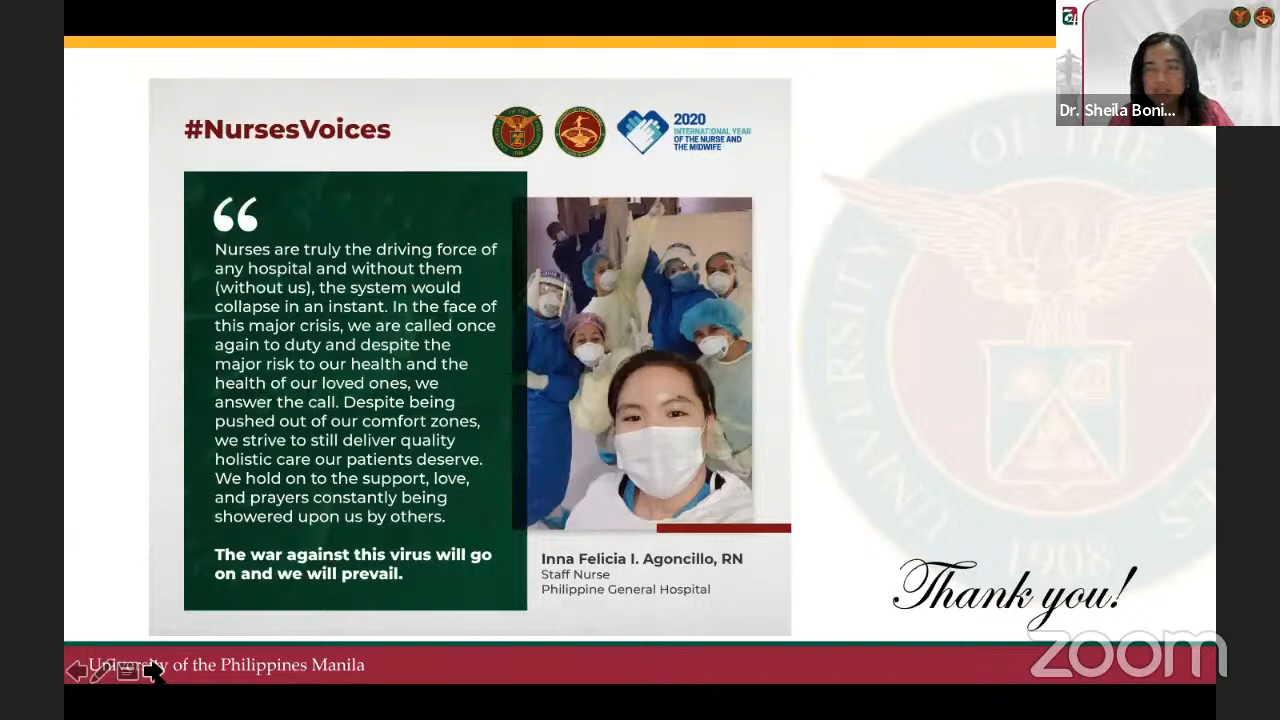 Dr. Sheila Boni...
#NursesVoices
2020
INTERNATIONAL YEAR
OF THE NURSE AND
THE MIDWIFE
Nurses are truly the driving force of
any hospital and without them
(without us), the system would
collapse in an instant. In the face of
this major crisis, we are called once
again to duty and despite the
major risk to our health and the
health of our loved ones, we
answer the call. Despite being
pushed out of our comfort zones,
we strive to still deliver quality
holistic care our patients deserve.
We hold on to the support, love,
and prayers constantly being
showered upon us by others.
The war against this virus will go
on and we will prevail.
Inna Felicia I. Agoncillo, RN
Staff Nurse
Philippine General Hospital
OF THE
UNIVERSITY
1908
Thank you!
zoom
University of the Philippines Manila